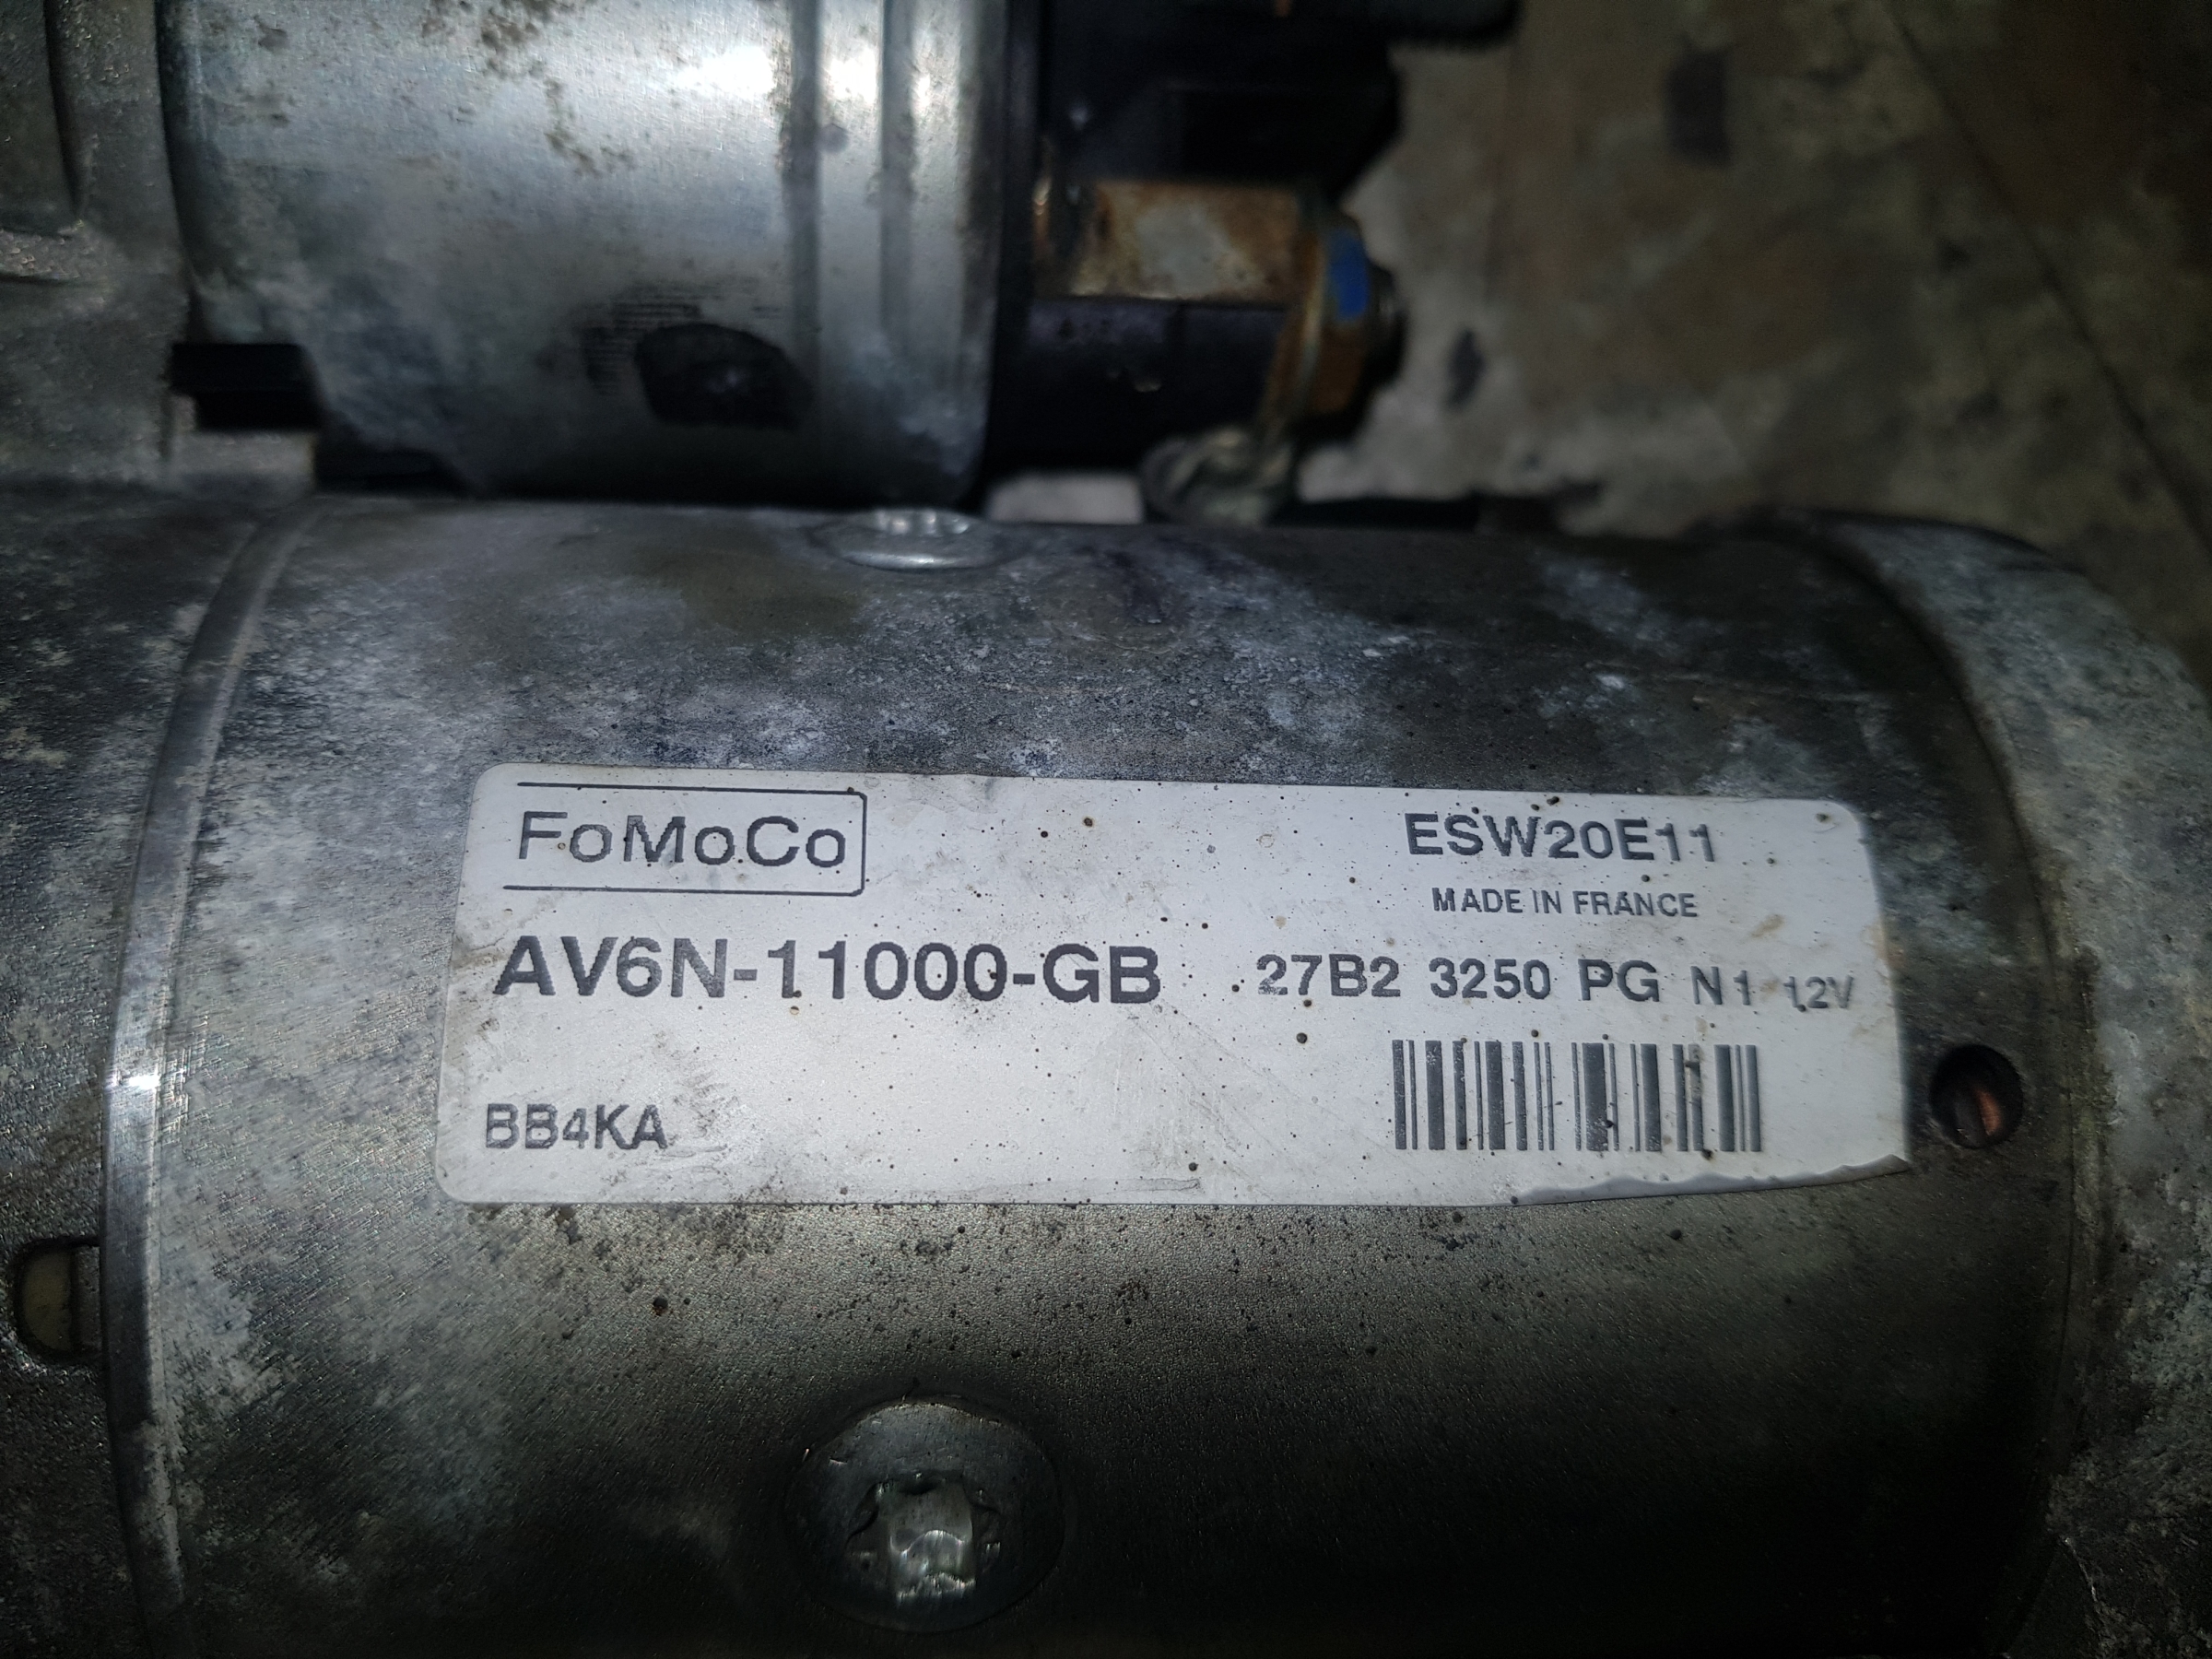 FoMoCo
ESW20E11
MADE IN FRANCE
AV6N-11000-GB 27B2 3250 PG N1 12V
BB4KA